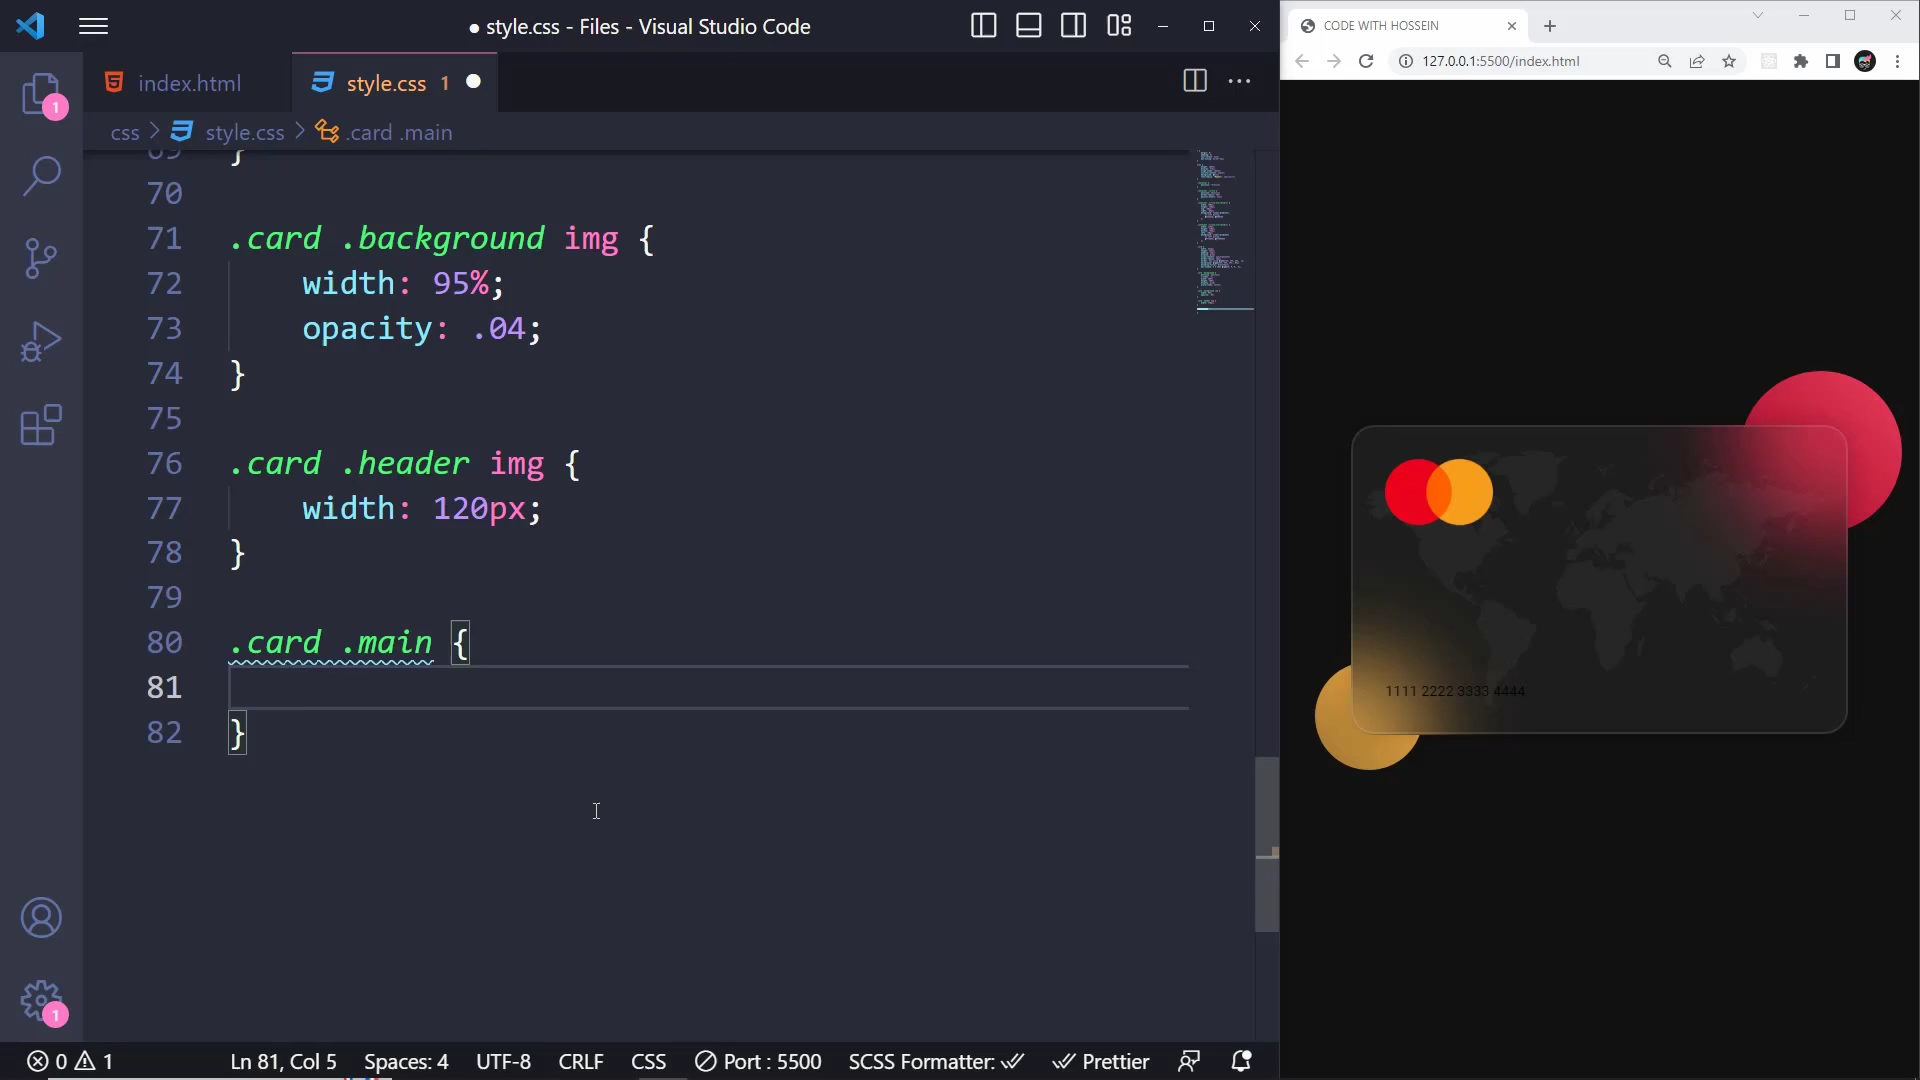 ● style.css - Files - Visual Studio Code
index.html
style.css 1
css > style.css > .card .main
69 }
70
71 .card .background img {
72 width: 95%;
73 opacity: .04;
74 }
75
76 .card .header img {
77 width: 120px;
78 }
79
80 .card .main {
81
82 }
1
1
0 1 Ln 81, Col 5 Spaces: 4 UTF-8 CRLF CSS Port : 5500 SCSS Formatter: Prettier
CODE WITH HOSSEIN
127.0.0.1:5500/index.html
1111 2222 3333 4444